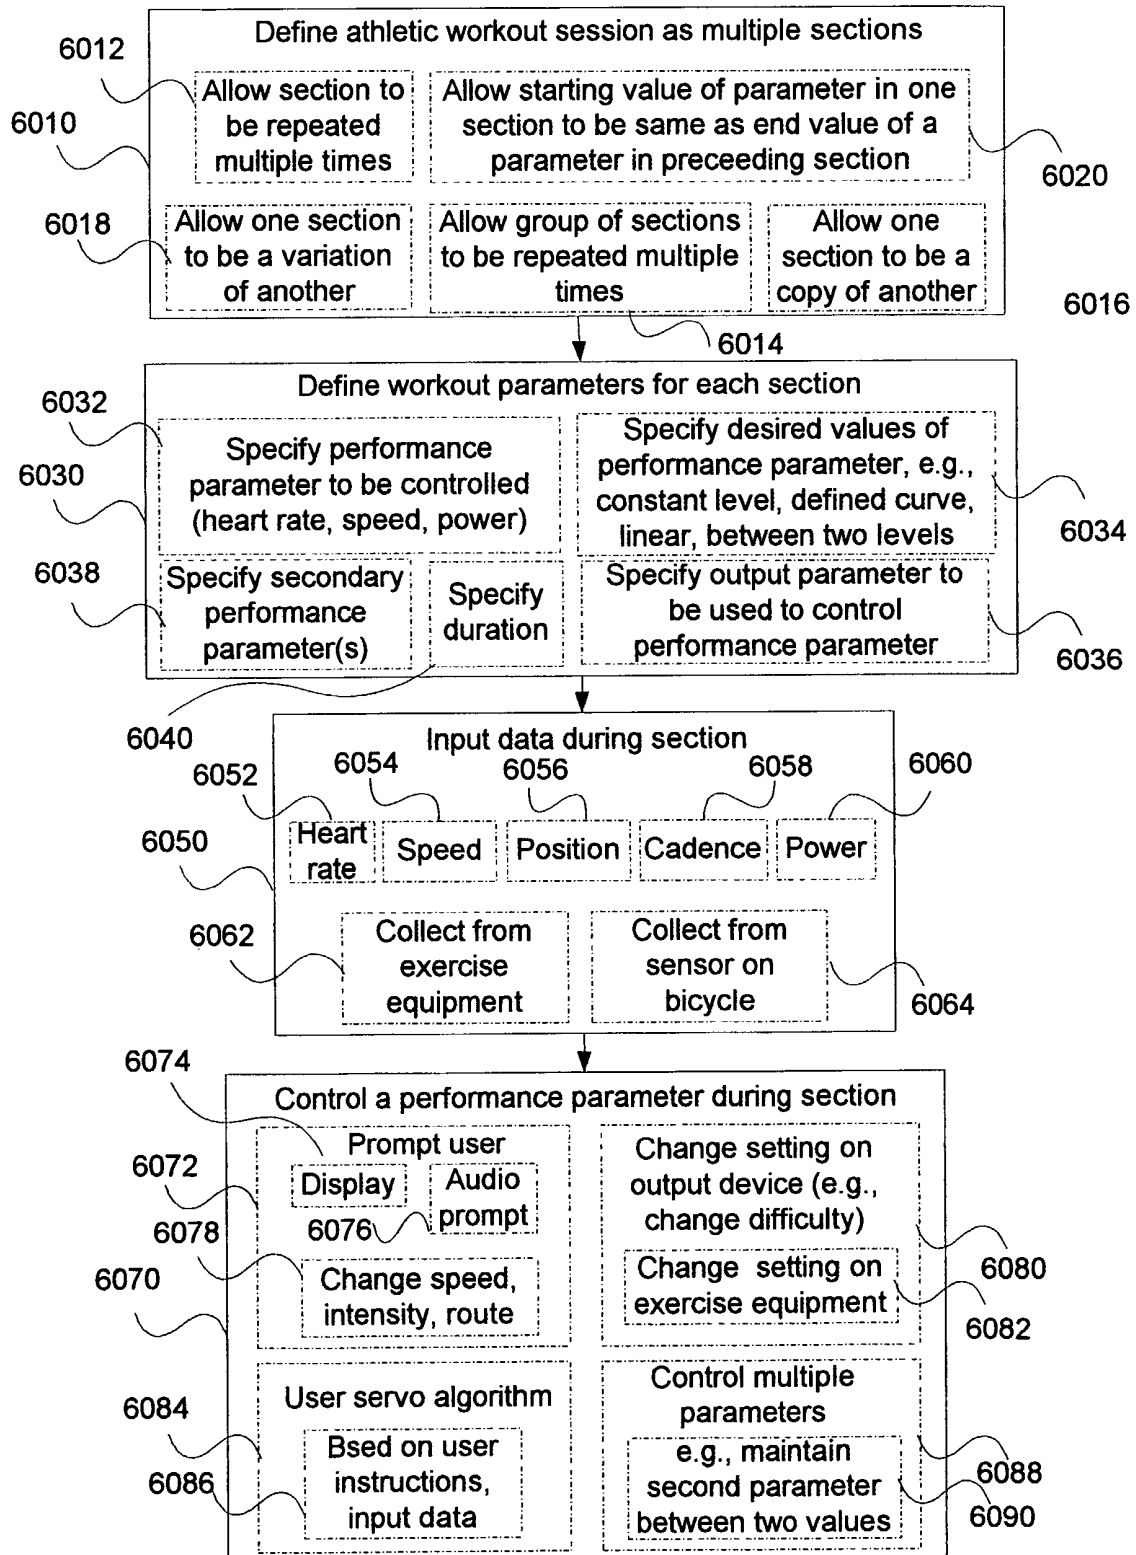 Define athletic workout session as multiple sections
6012
6010
Allow section to
be repeated
multiple times
Allow starting value of parameter in one
section to be same as end value of a
parameter in preceeding section
6020
6018
Allow one section
to be a variation
of another
Allow group of sections
to be repeated multiple
times
Allow one
section to be a
copy of another
6016
6014
Define workout parameters for each section
6032
6030
Specify performance
parameter to be controlled
(heart rate, speed, power)
Specify desired values of
performance parameter, e.g.,
constant level, defined curve,
linear, between two levels
6034
6038
Specify secondary
performance
parameter(s)
Specify
duration
Specify output parameter to
be used to control
performance parameter
6036
6040
Input data during section
6052
6054
6056
6058
6060
6050
Heart
rate
Speed
Position
Cadence
Power
6062
Collect from
exercise
equipment
Collect from
sensor on
bicycle
6064
6074
Control a performance parameter during section
6072
Prompt user
Display
Audio
prompt
6076
6078
6070
Change speed,
intensity, route
Change setting on
output device (e.g.,
change difficulty)
6080
Change setting on
exercise equipment
6082
6084
User servo algorithm
6086
Bsed on user
instructions,
input data
Control multiple
parameters
6088
e.g., maintain
second parameter
between two values
6090